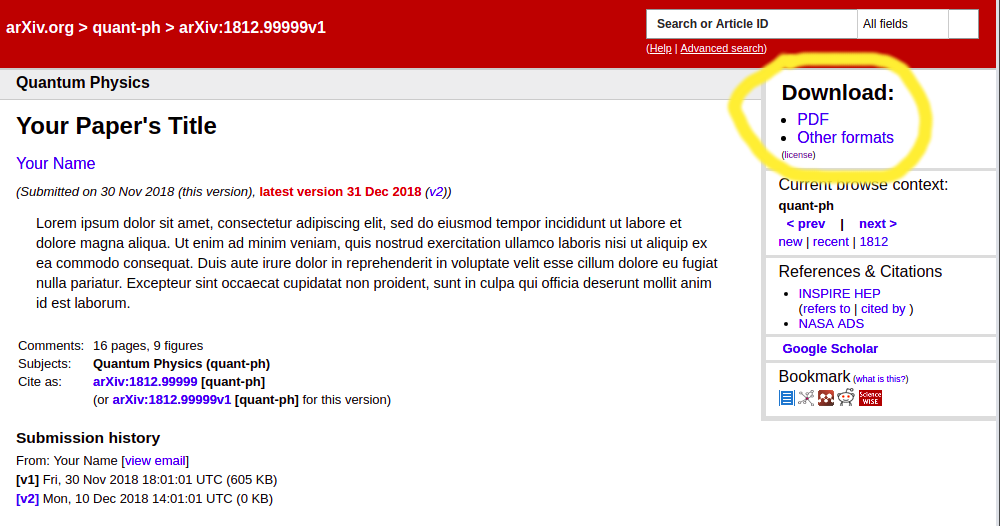 arXiv.org > quant-ph > arXiv:1812.99999v1
Search or Article ID
All fields
(Help | Advanced search)
Quantum Physics
Your Paper's Title
Your Name
(Submitted on 30 Nov 2018 (this version), latest version 31 Dec 2018 (v2))
Lorem ipsum dolor sit amet, consectetur adipiscing elit, sed do eiusmod tempor incididunt ut labore et
dolore magna aliqua. Ut enim ad minim veniam, quis nostrud exercitation ullamco laboris nisi ut aliquip ex
ea commodo consequat. Duis aute irure dolor in reprehenderit in voluptate velit esse cillum dolore eu fugiat
nulla pariatur. Excepteur sint occaecat cupidatat non proident, sunt in culpa qui officia deserunt mollit anim
id est laborum.
Comments: 16 pages, 9 figures
Subjects: Quantum Physics (quant-ph)
Cite as: arXiv:1812.99999 [quant-ph]
(or arXiv:1812.99999v1 [quant-ph] for this version)
Submission history
From: Your Name [view email]
[v1] Fri, 30 Nov 2018 18:01:01 UTC (605 KB)
[v2] Mon, 10 Dec 2018 14:01:01 UTC (0 KB)
Download:
• PDF
• Other formats
(license)
Current browse context:
quant-ph
< prev | next >
new | recent | 1812
References & Citations
• INSPIRE HEP
(refers to | cited by )
• NASA ADS
Google Scholar
Bookmark (what is this?)
Science
WISE